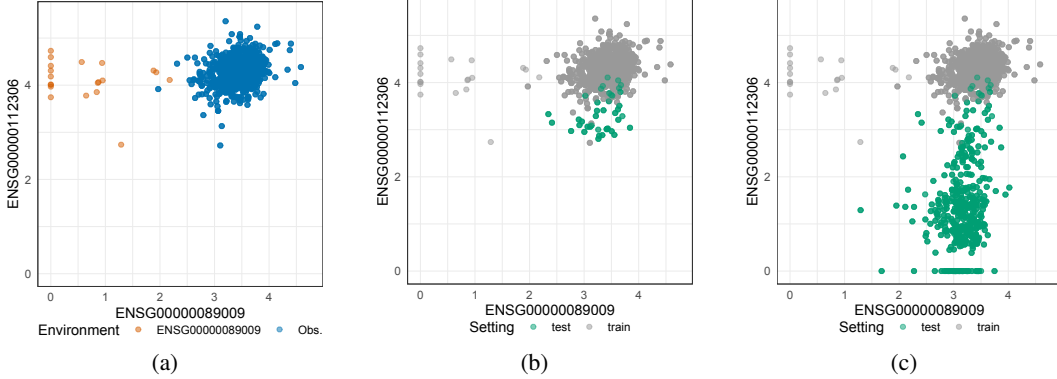 ENSG00000112306
4
2
0
0 1 2 3 4
ENSG00000089009
Environment ENSG00000089009 Obs.
(a)
ENSG00000112306
4
2
0
0 1 2 3 4
ENSG00000089009
Setting test train
(b)
ENSG00000112306
4
2
0
0 1 2 3 4
ENSG00000089009
Setting test train
(c)